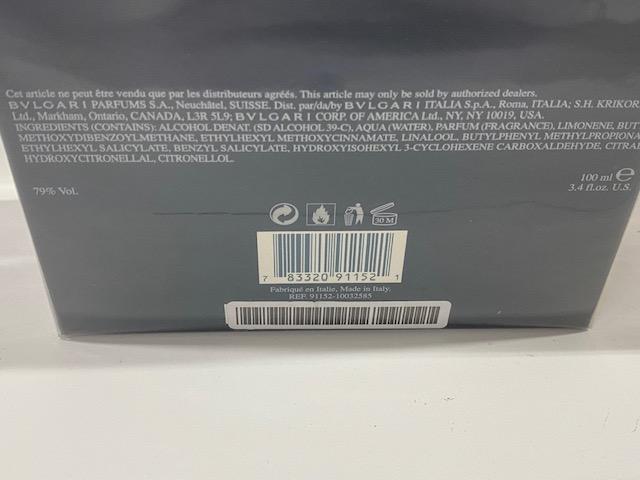 Cet article ne peut être vendu que par les distributeurs agréés. This article may only be sold by authorized dealers.
BVLGARI PARFUMS S.A., Neuchâtel, SUISSE. Dist. par/da/by BVLGARI ITALIA S.p.A., Roma, ITALIA; S.H. KRIKOR
Ltd., Markham, Ontario, CANADA, L3R 5L9; BVLGARI CORP. OF AMERICA Ltd., NY, NY 10019, USA.
INGREDIENTS (CONTAINS): ALCOHOL DENAT. (SD ALCOHOL 39-C), AQUA (WATER), PARFUM (FRAGRANCE), LIMONENE, BUT
METHOXYDIBENZOYLMETHANE, ETHYLHEXYL METHOXYCINNAMATE, LINALOOL, BUTYLPHENYL METHYLPROPIONA
ETHYLHEXYL SALICYLATE, BENZYL SALICYLATE, HYDROXYISOHEXYL 3-CYCLOHEXENE CARBOXALDEHYDE, CITRAL
HYDROXYCITRONELLAL, CITRONELLOL.
79% Vol.
100 ml e
3.4 fl.oz. U.S.
30 M
7 83320 91152 1
Fabriqué en Italie, Made in Italy.
REF. 91152-10032585